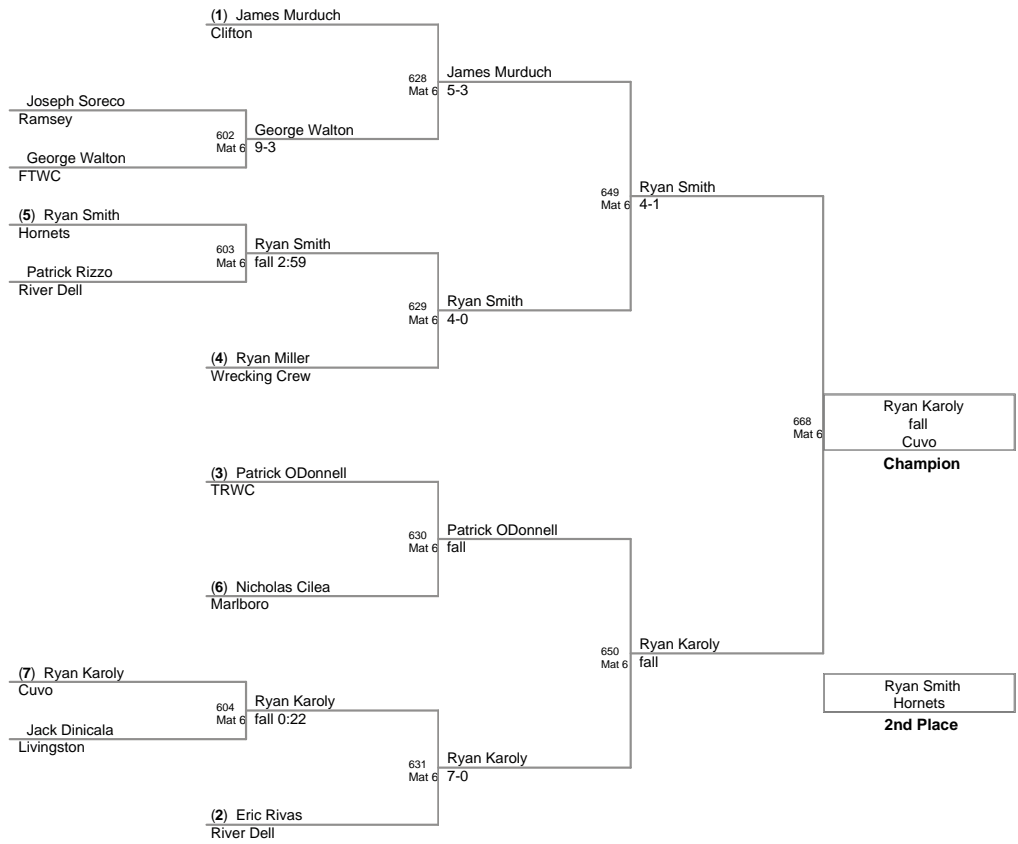 (1) James Murduch
Clifton
628
Mat 6
James Murduch
5-3
Joseph Soreco
Ramsey
602
Mat 6
George Walton
9-3
George Walton
FTWC
649
Mat 6
Ryan Smith
4-1
(5) Ryan Smith
Hornets
603
Mat 6
Ryan Smith
fall 2:59
Patrick Rizzo
River Dell
629
Mat 6
Ryan Smith
4-0
(4) Ryan Miller
Wrecking Crew
668
Mat 6
Ryan Karoly
fall
Cuvo
Champion
(3) Patrick ODonnell
TRWC
630
Mat 6
Patrick ODonnell
fall
(6) Nicholas Cilea
Marlboro
650
Mat 6
Ryan Karoly
fall
(7) Ryan Karoly
Cuvo
604
Mat 6
Ryan Karoly
fall 0:22
Jack Dinicala
Livingston
Ryan Smith
Hornets
2nd Place
631
Mat 6
Ryan Karoly
7-0
(2) Eric Rivas
River Dell